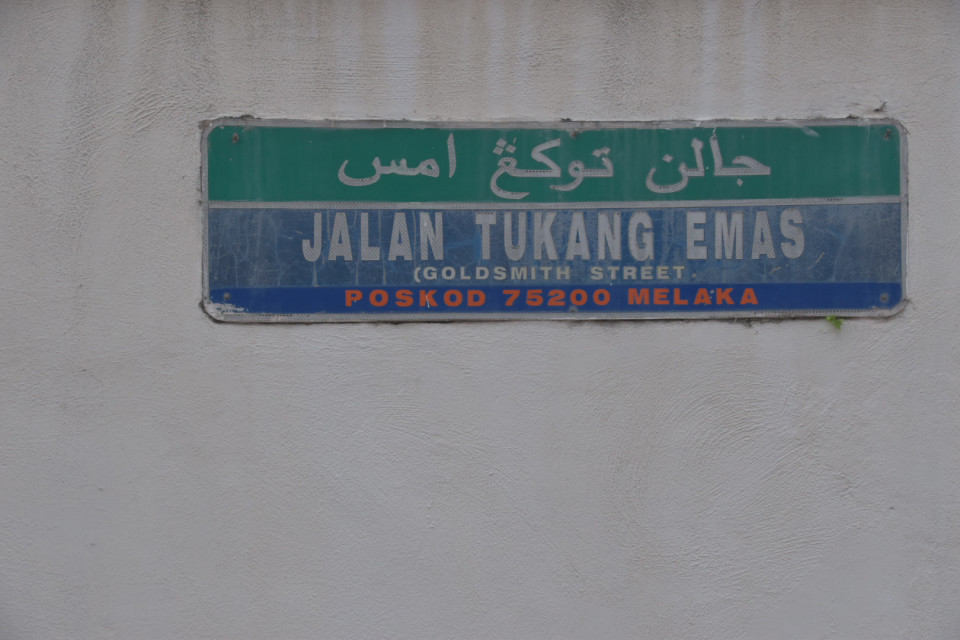 جالن توکڠ امس
JALAN TUKANG EMAS
(GOLDSMITH STREET
POSKOD 75200 MELAKA